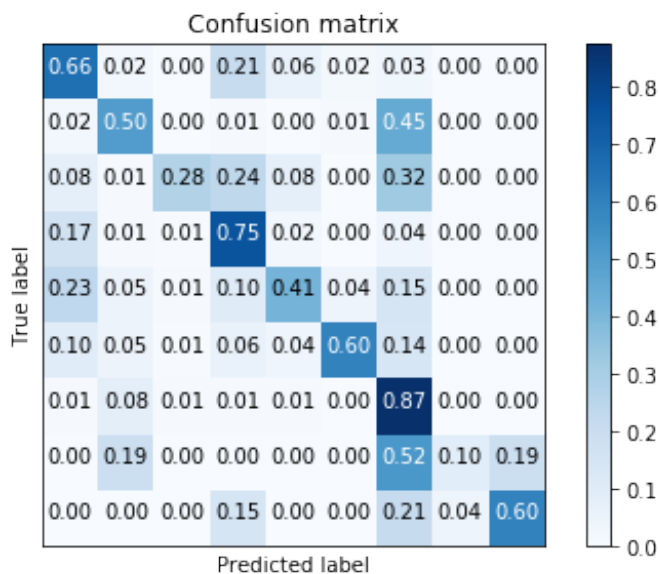 Confusion matrix
0.66 0.02 0.00 0.21 0.06 0.02 0.03 0.00 0.00
0.02 0.50 0.00 0.01 0.00 0.01 0.45 0.00 0.00
0.08 0.01 0.28 0.24 0.08 0.00 0.32 0.00 0.00
0.17 0.01 0.01 0.75 0.02 0.00 0.04 0.00 0.00
0.23 0.05 0.01 0.10 0.41 0.04 0.15 0.00 0.00
0.10 0.05 0.01 0.06 0.04 0.60 0.14 0.00 0.00
0.01 0.08 0.01 0.01 0.01 0.00 0.87 0.00 0.00
0.00 0.19 0.00 0.00 0.00 0.00 0.52 0.10 0.19
0.00 0.00 0.00 0.15 0.00 0.00 0.21 0.04 0.60
True label
Predicted label
0.8
0.7
0.6
0.5
0.4
0.3
0.2
0.1
0.0